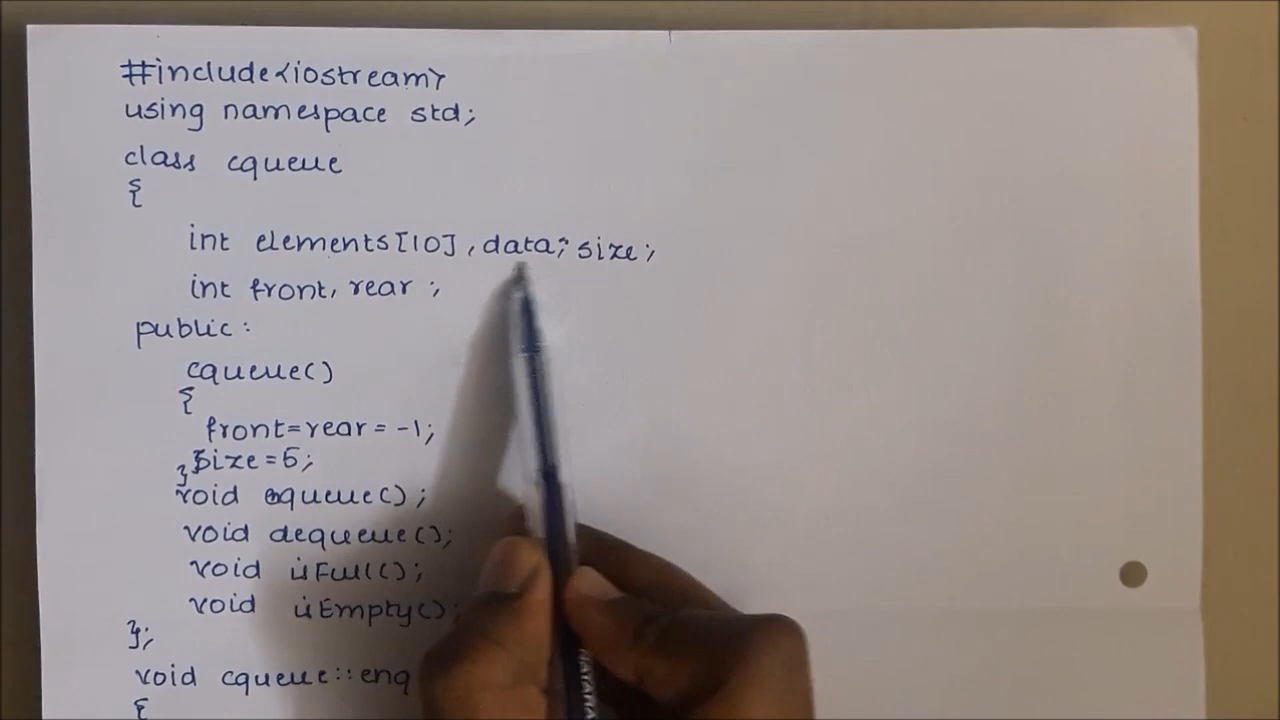 #include<iostream>
using namespace std;
class cqueue
{
int elements[10], data; size;
int front, rear ;
public:
cqueue()
{
front=rear = -1;
size=5;
}
void enqueue();
void dequeue();
void isFull();
void isEmpty();
};
void cqueue::enq
{